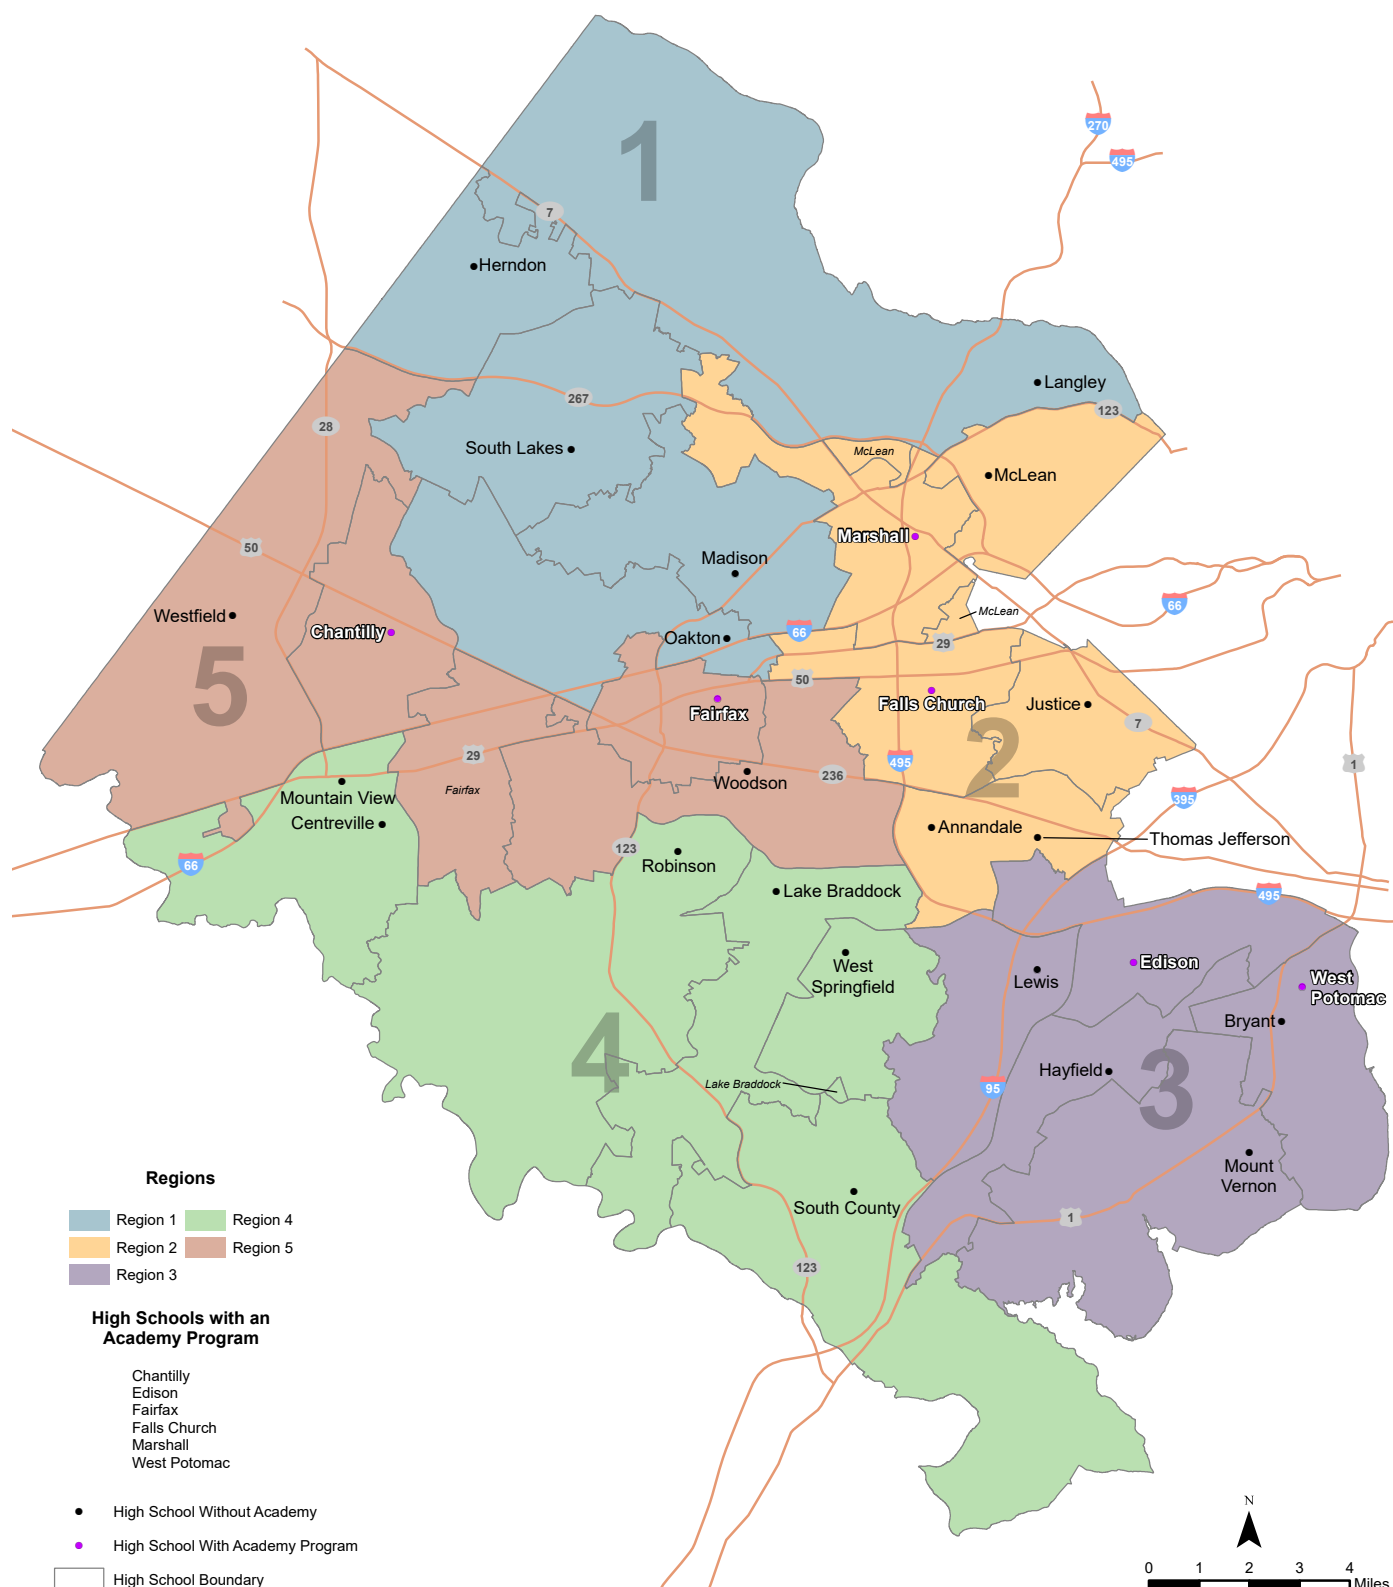 1
270
495
7
Herndon
Langley
267
123
28
South Lakes
McLean
McLean
Marshall
50
Madison
66
Westfield
McLean
Chantilly
Oakton
66
29
5
50
Falls Church
Fairfax
Justice
7
2
29
495
1
Woodson
236
Mountain View
Fairfax
395
Centreville
Annandale
Thomas Jefferson
123
66
Robinson
Lake Braddock
495
West
Springfield
Edison
Lewis
West
Potomac
Bryant
4
Hayfield
3
Lake Braddock
95
Mount
Vernon
South County
1
123
Regions
Region 1
Region 4
Region 2
Region 5
Region 3
High Schools with an
Academy Program
Chantilly
Edison
Fairfax
Falls Church
Marshall
West Potomac
High School Without Academy
High School With Academy Program
High School Boundary
N
0 1 2 3 4
Miles